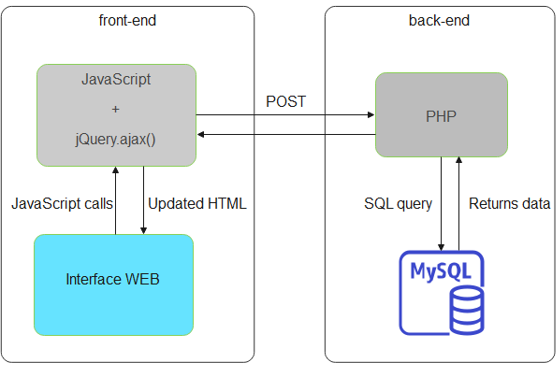 front-end
back-end
JavaScript
+
jQuery.ajax()
POST
PHP
JavaScript calls
Updated HTML
SQL query
Returns data
Interface WEB
MySQL